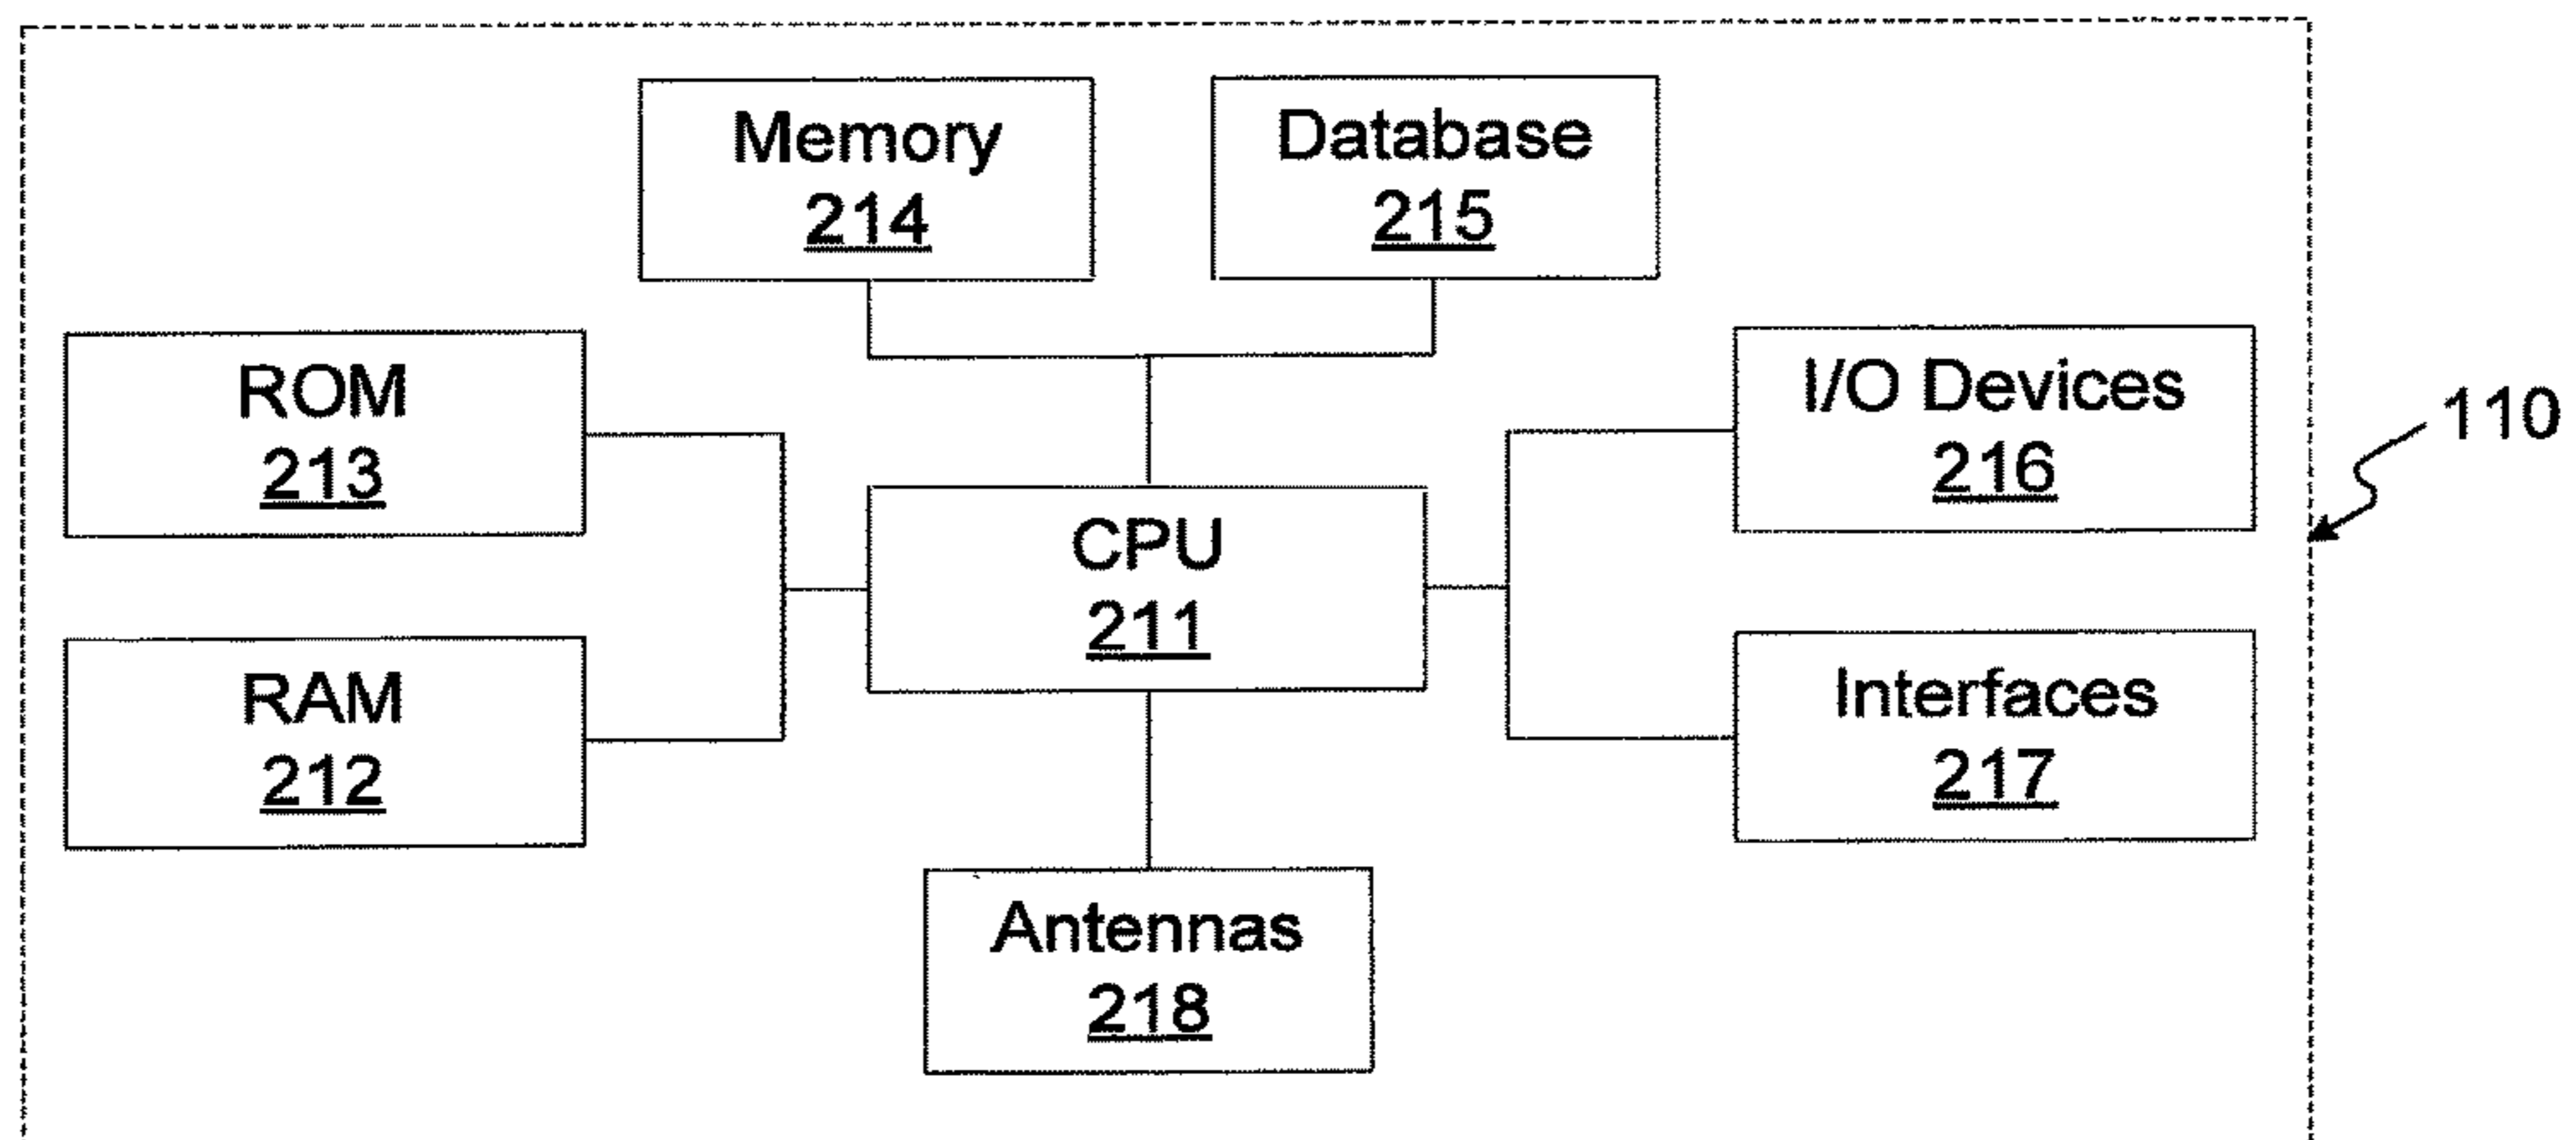 Memory
214
Database
215
ROM
213
I/O Devices
216
110
CPU
211
RAM
212
Interfaces
217
Antennas
218